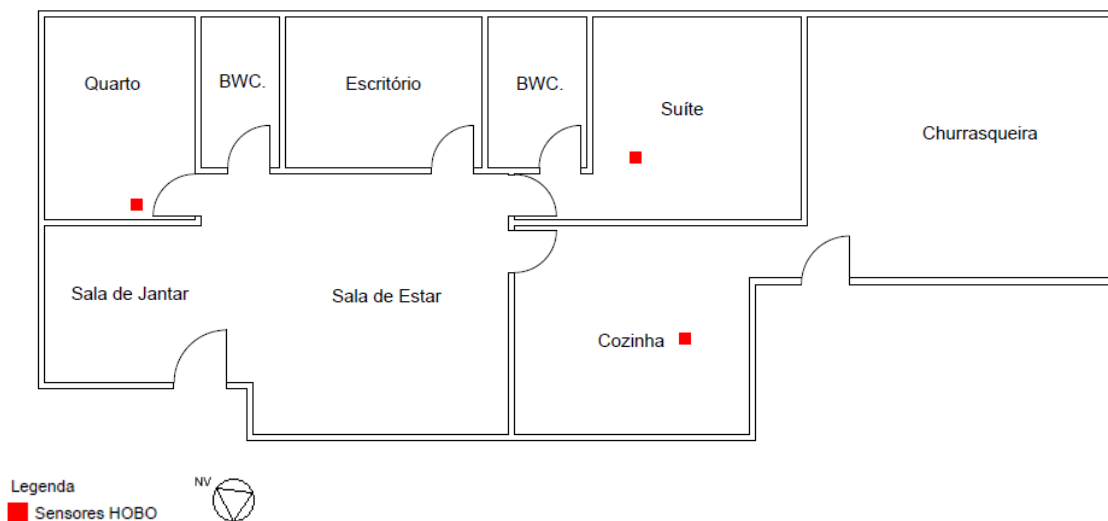 Quarto
BWC.
Escritório
BWC.
Suíte
Churrasqueira
Sala de Jantar
Sala de Estar
Cozinha
Legenda
NV
Sensores HOBO